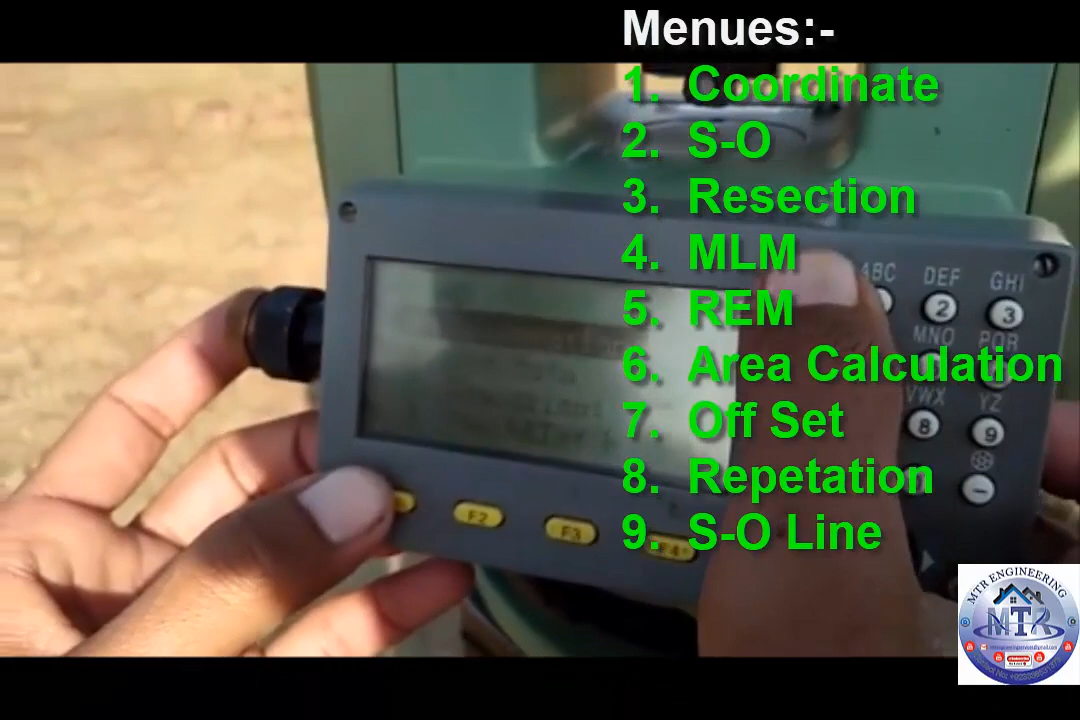 Menues:-
1. Coordinate
2. S-O
3. Resection
4. MLM
5. REM
6. Area Calculation
7. Off Set
8. Repetation
9. S-O Line
ABC DEF GHI
2 3
MNO PQR
VWX YZ
8 9
-
F2 F3 F4
MTR ENGINEERING
MTR